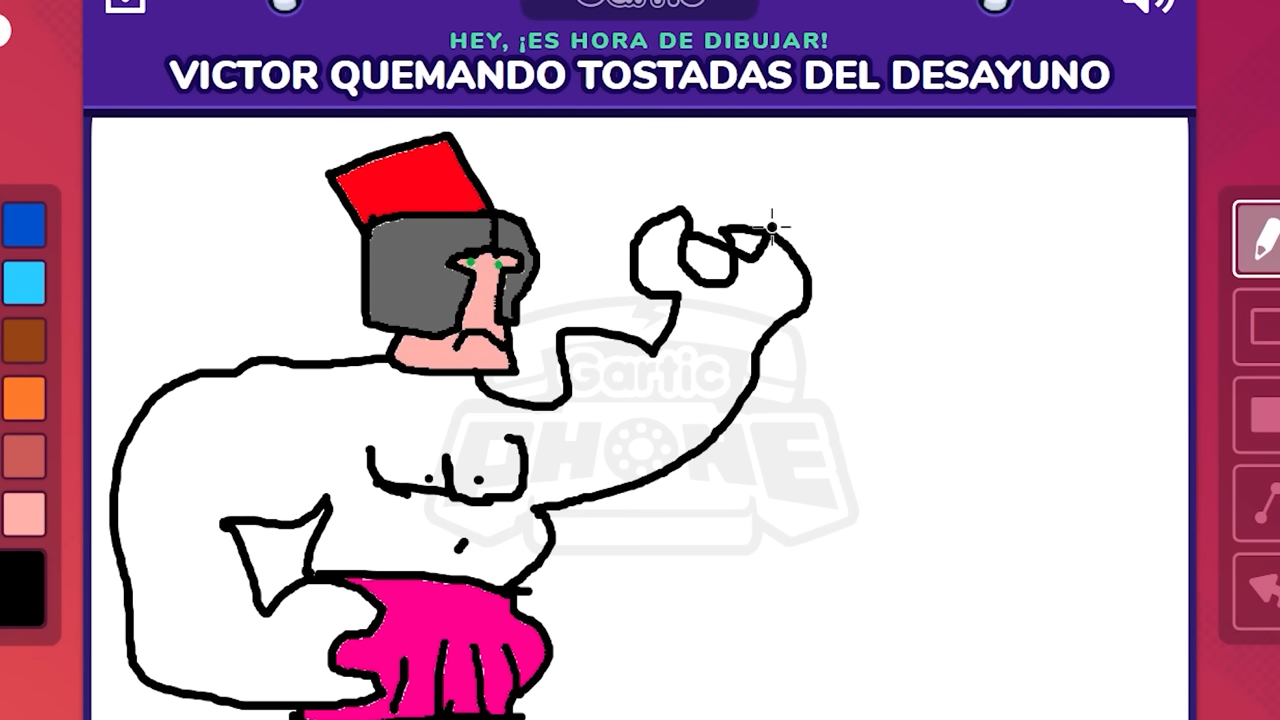 HEY, ¡ES HORA DE DIBUJAR!
VICTOR QUEMANDO TOSTADAS DEL DESAYUNO
Gartic
PHONE